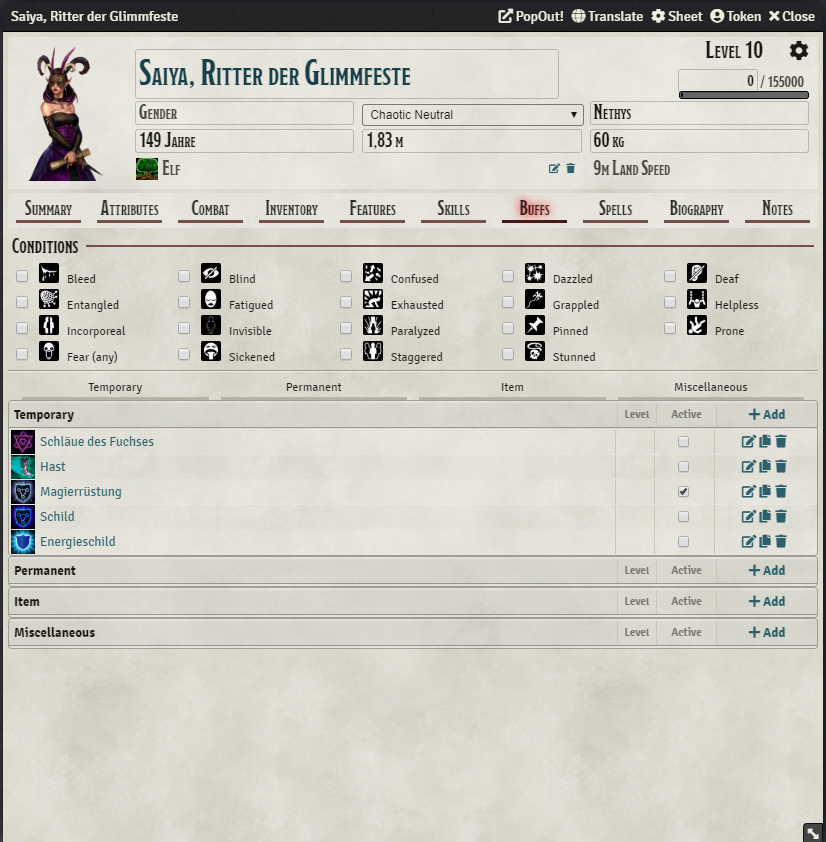 Saiya, Ritter der Glimmfeste PopOut! Translate Sheet Token Close
Level 10
Saiya, Ritter der Glimmfeste
0 / 155000
Gender Chaotic Neutral Nethys
149 Jahre 1,83 m 60 kg
Elf 9m Land Speed
Summary Attributes Combat Inventory Features Skills Buffs Spells Biography Notes
Conditions
Bleed Blind Confused Dazzled Deaf
Entangled Fatigued Exhausted Grappled Helpless
Incorporeal Invisible Paralyzed Pinned Prone
Fear (any) Sickened Staggered Stunned
Temporary Permanent Item Miscellaneous
Temporary Level Active Add
Schläue des Fuchses
Hast
Magierrüstung
Schild
Energieschild
Permanent Level Active Add
Item Level Active Add
Miscellaneous Level Active Add